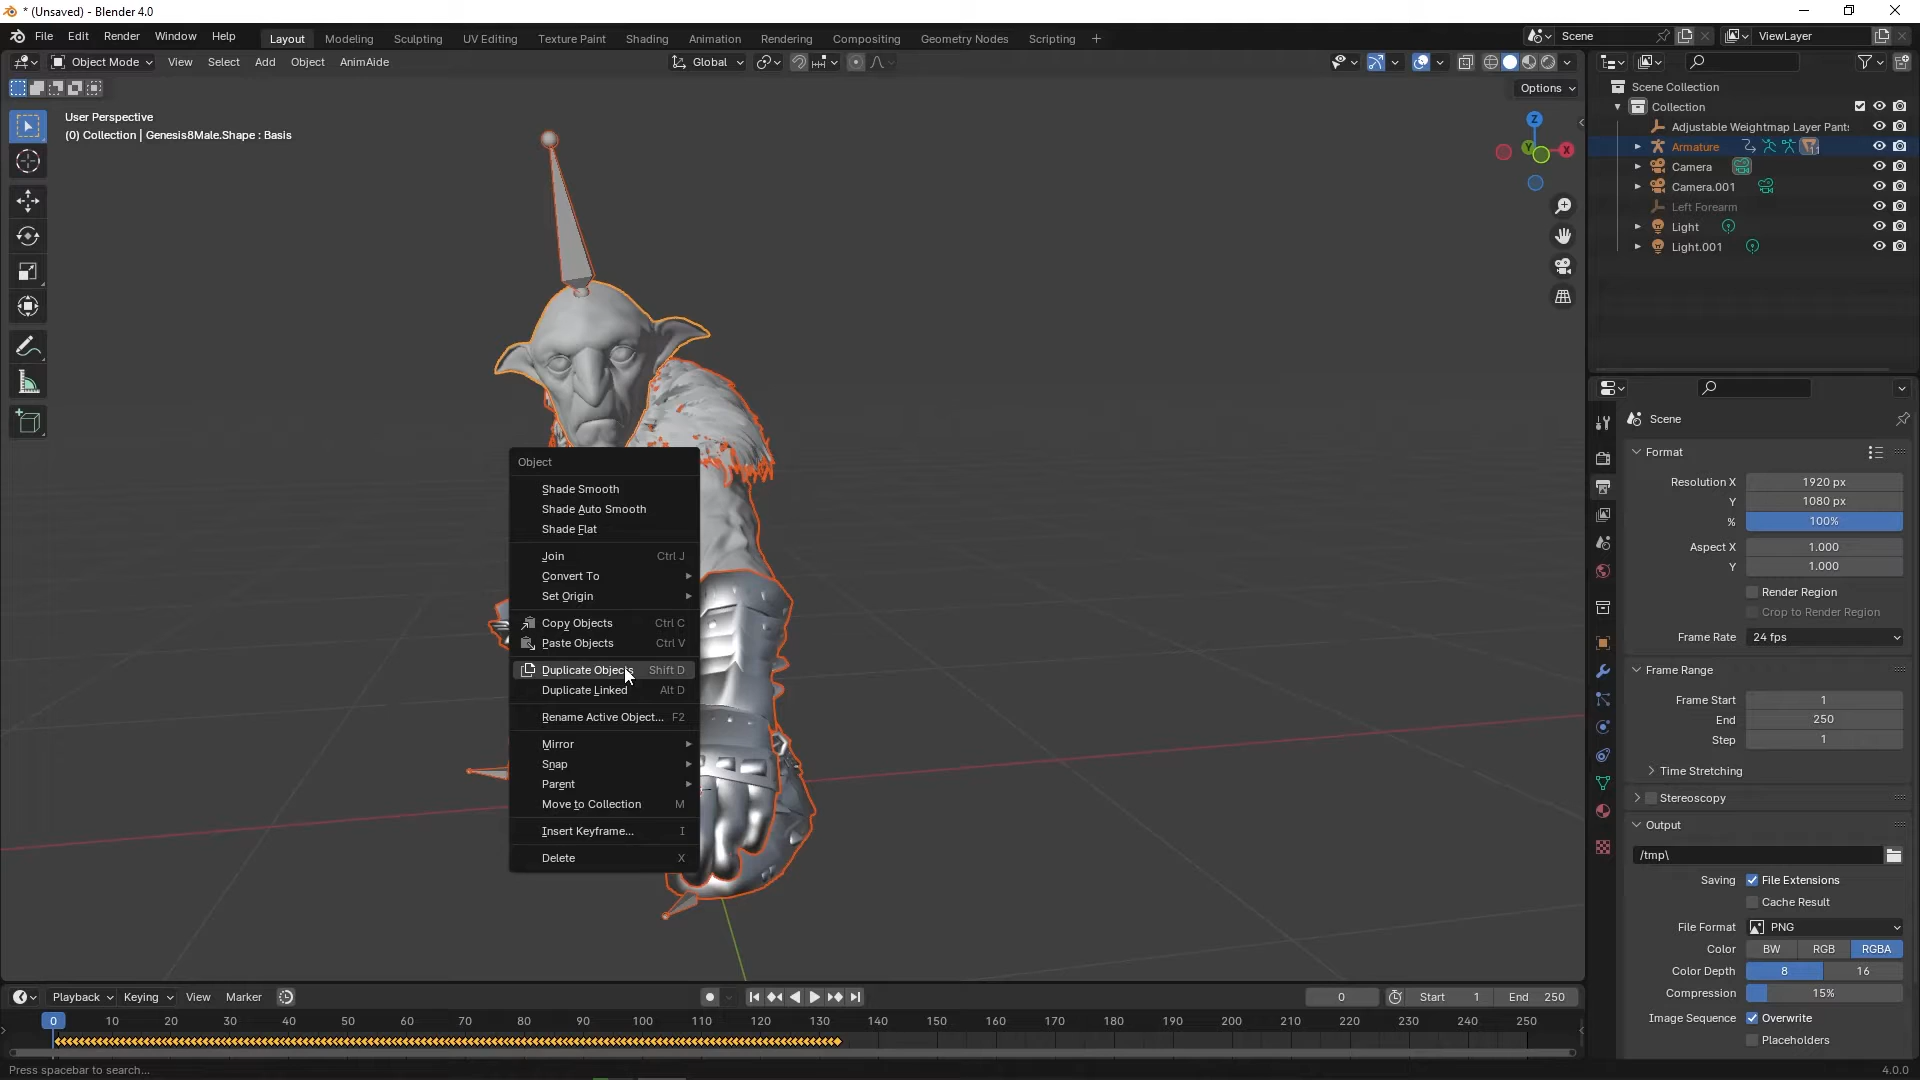 * (Unsaved) - Blender 4.0
File Edit Render Window Help Layout Modeling Sculpting UV Editing Texture Paint Shading Animation Rendering Compositing Geometry Nodes Scripting + Scene ViewLayer
Object Mode View Select Add Object AnimAide Global
Options
User Perspective
(0) Collection | Genesis8Male.Shape : Basis
Z
Y
X
Scene Collection
Collection
Adjustable Weightmap Layer Pant
Armature
11
Camera
Camera.001
Left Forearm
Light
Light.001
Object
Shade Smooth
Shade Auto Smooth
Shade Flat
Join Ctrl J
Convert To
Set Origin
Copy Objects Ctrl C
Paste Objects Ctrl V
Duplicate Objects Shift D
Duplicate Linked Alt D
Rename Active Object... F2
Mirror
Snap
Parent
Move to Collection M
Insert Keyframe... I
Delete X
Scene
Format
Resolution X 1920 px
Y 1080 px
% 100%
Aspect X 1.000
Y 1.000
Render Region
Crop to Render Region
Frame Rate 24 fps
Frame Range
Frame Start 1
End 250
Step 1
Time Stretching
Stereoscopy
Output
/tmp\
Saving File Extensions
Cache Result
File Format PNG
Color BW RGB RGBA
Color Depth 8 16
Compression 15%
Image Sequence Overwrite
Placeholders
Playback Keying View Marker 0 Start 1 End 250
0 10 20 30 40 50 60 70 80 90 100 110 120 130 140 150 160 170 180 190 200 210 220 230 240 250
Press spacebar to search... 4.0.0